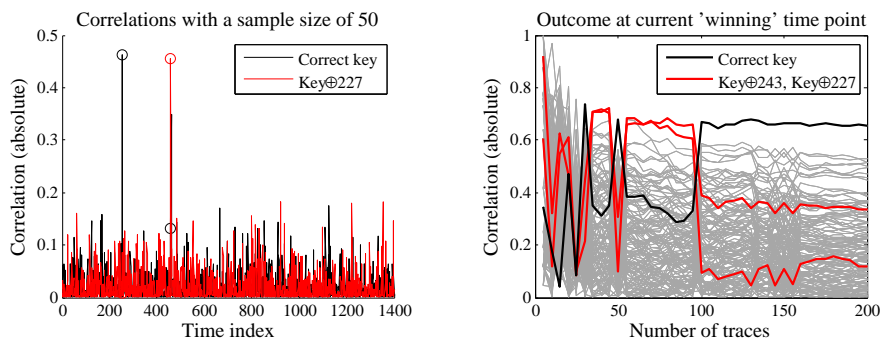 Correlations with a sample size of 50
0.5
0.4
0.3
0.2
0.1
0
Correlation (absolute)
Correct key
Key⊕227
0
200
400
600
800
1000
1200
1400
Time index
Outcome at current 'winning' time point
1
0.8
0.6
0.4
0.2
0
Correlation (absolute)
Correct key
Key⊕243, Key⊕227
0
50
100
150
200
Number of traces